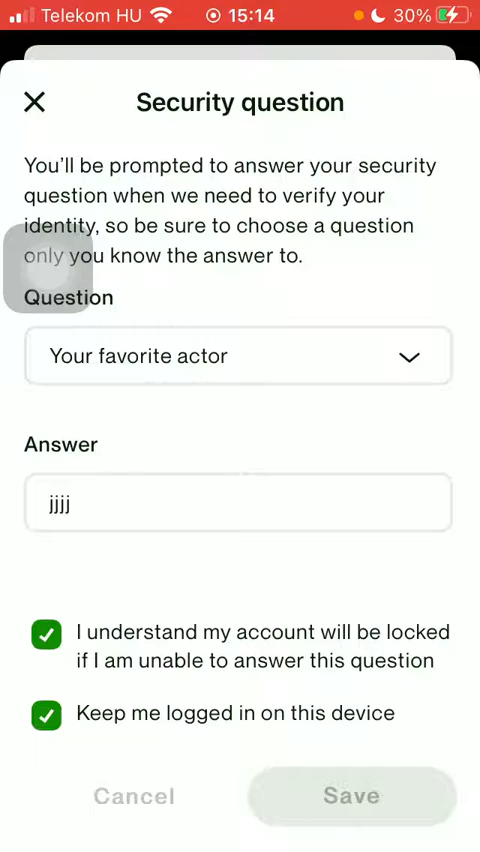 Telekom HU 15:14 30%
Security question
You'll be prompted to answer your security
question when we need to verify your
identity, so be sure to choose a question
only you know the answer to.
Question
Your favorite actor
Answer
jjjj
I understand my account will be locked
if I am unable to answer this question
Keep me logged in on this device
Cancel Save